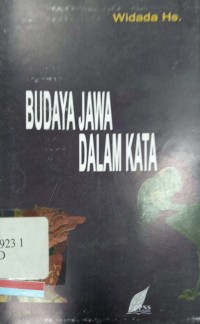 Widada Hs.
BUDAYA JAWA
DALAM KATA
923 1